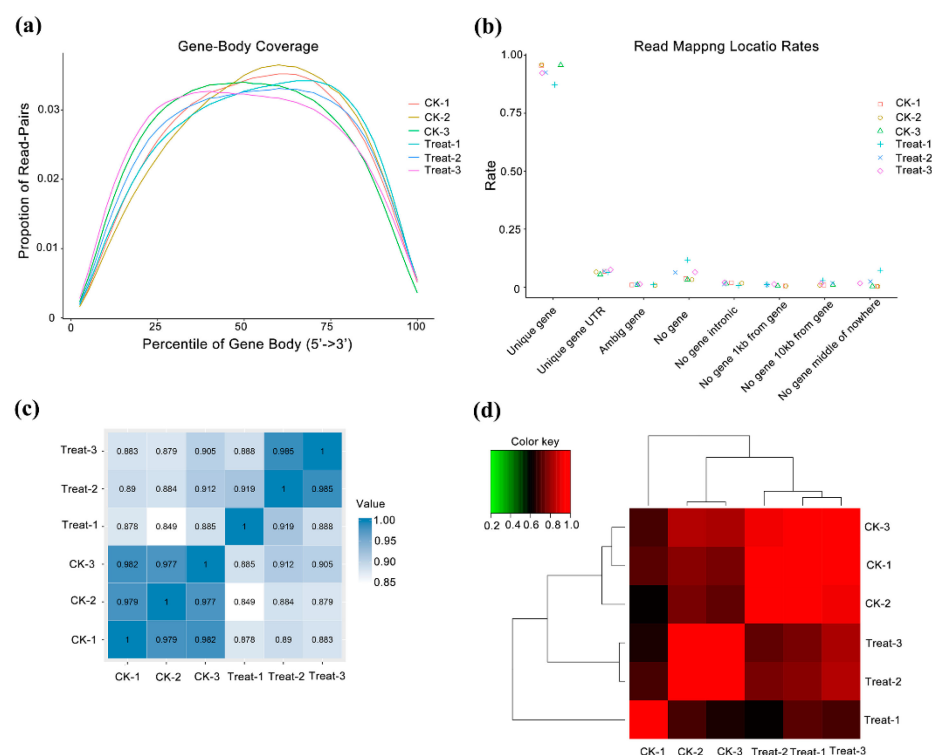 (a)
Gene-Body Coverage
Propotion of Read-Pairs
0.03
0.02
0.01
0
0
25
50
75
100
Percentile of Gene Body (5'->3')
CK-1
CK-2
CK-3
Treat-1
Treat-2
Treat-3
(b)
Read Mappng Locatio Rates
Rate
1.00
0.75
0.50
0.25
0
CK-1
CK-2
CK-3
Treat-1
Treat-2
Treat-3
Unique gene
Unique gene UTR
Ambig gene
No gene
No gene intronic
No gene 1kb from gene
No gene 10kb from gene
No gene middle of nowhere
(c)
Treat-3 0.883 0.879 0.905 0.888 0.985 1
Treat-2 0.89 0.884 0.912 0.919 1 0.985
Treat-1 0.878 0.849 0.885 1 0.919 0.888
CK-3 0.982 0.977 1 0.885 0.912 0.905
CK-2 0.979 1 0.977 0.849 0.884 0.879
CK-1 1 0.979 0.982 0.878 0.89 0.883
CK-1 CK-2 CK-3 Treat-1 Treat-2 Treat-3
Value
1.00
0.95
0.90
0.85
(d)
Color key
0.2 0.4 0.6 0.8 1.0
CK-3
CK-1
CK-2
Treat-3
Treat-2
Treat-1
CK-1 CK-2 CK-3 Treat-2 Treat-1 Treat-3